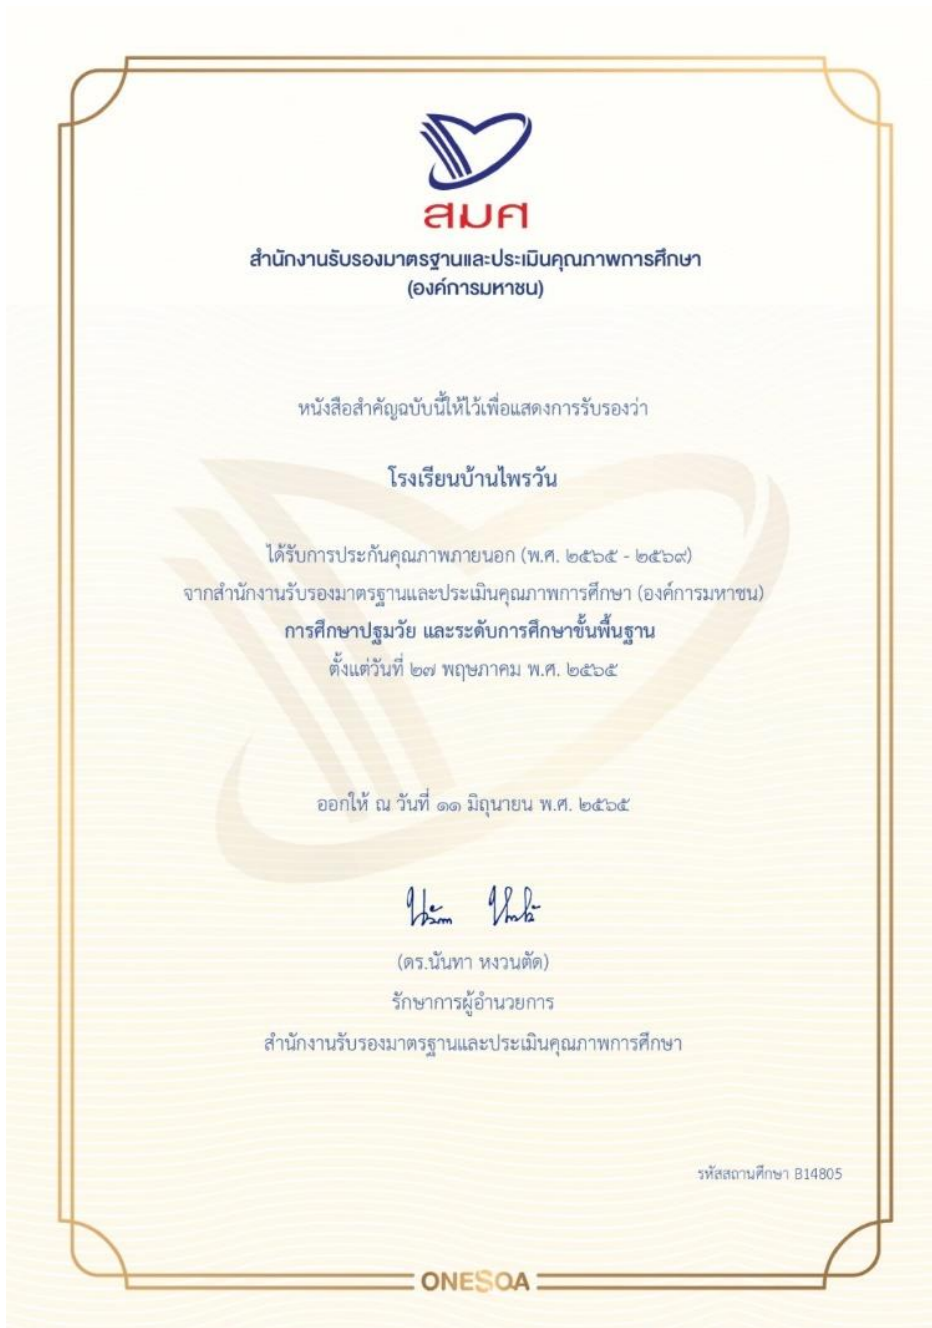 สมศ
สำนักงานรับรองมาตรฐานและประเมินคุณภาพการศึกษา
(องค์การมหาชน)
หนังสือสำคัญฉบับนี้ให้ไว้เพื่อแสดงการรับรองว่า
โรงเรียนบ้านไพรวัน
ได้รับการประกันคุณภาพภายนอก (พ.ศ. ๒๕๖๕ - ๒๕๖๙)
จากสำนักงานรับรองมาตรฐานและประเมินคุณภาพการศึกษา (องค์การมหาชน)
การศึกษาปฐมวัย และระดับการศึกษาขั้นพื้นฐาน
ตั้งแต่วันที่ ๒๗ พฤษภาคม พ.ศ. ๒๕๖๕
ออกให้ ณ วันที่ ๑๑ มิถุนายน พ.ศ. ๒๕๖๕
(ดร.นันทา หงวนตัด)
รักษาการผู้อำนวยการ
สำนักงานรับรองมาตรฐานและประเมินคุณภาพการศึกษา
รหัสสถานศึกษา B14805
ONESQA